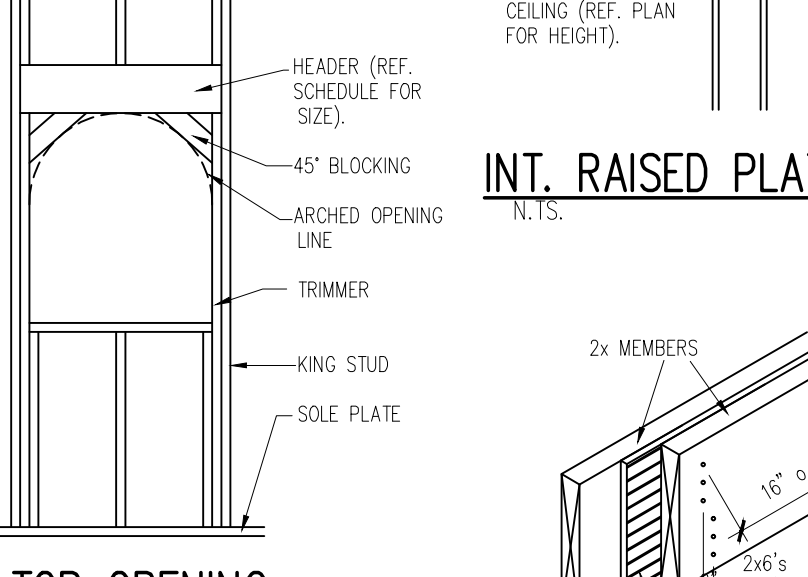 CEILING (REF. PLAN
FOR HEIGHT).
HEADER (REF.
SCHEDULE FOR
SIZE).
45° BLOCKING
ARCHED OPENING
LINE
TRIMMER
KING STUD
SOLE PLATE
INT. RAISED
N.TS.
2x MEMBERS
16" o
2x6's
OPENING